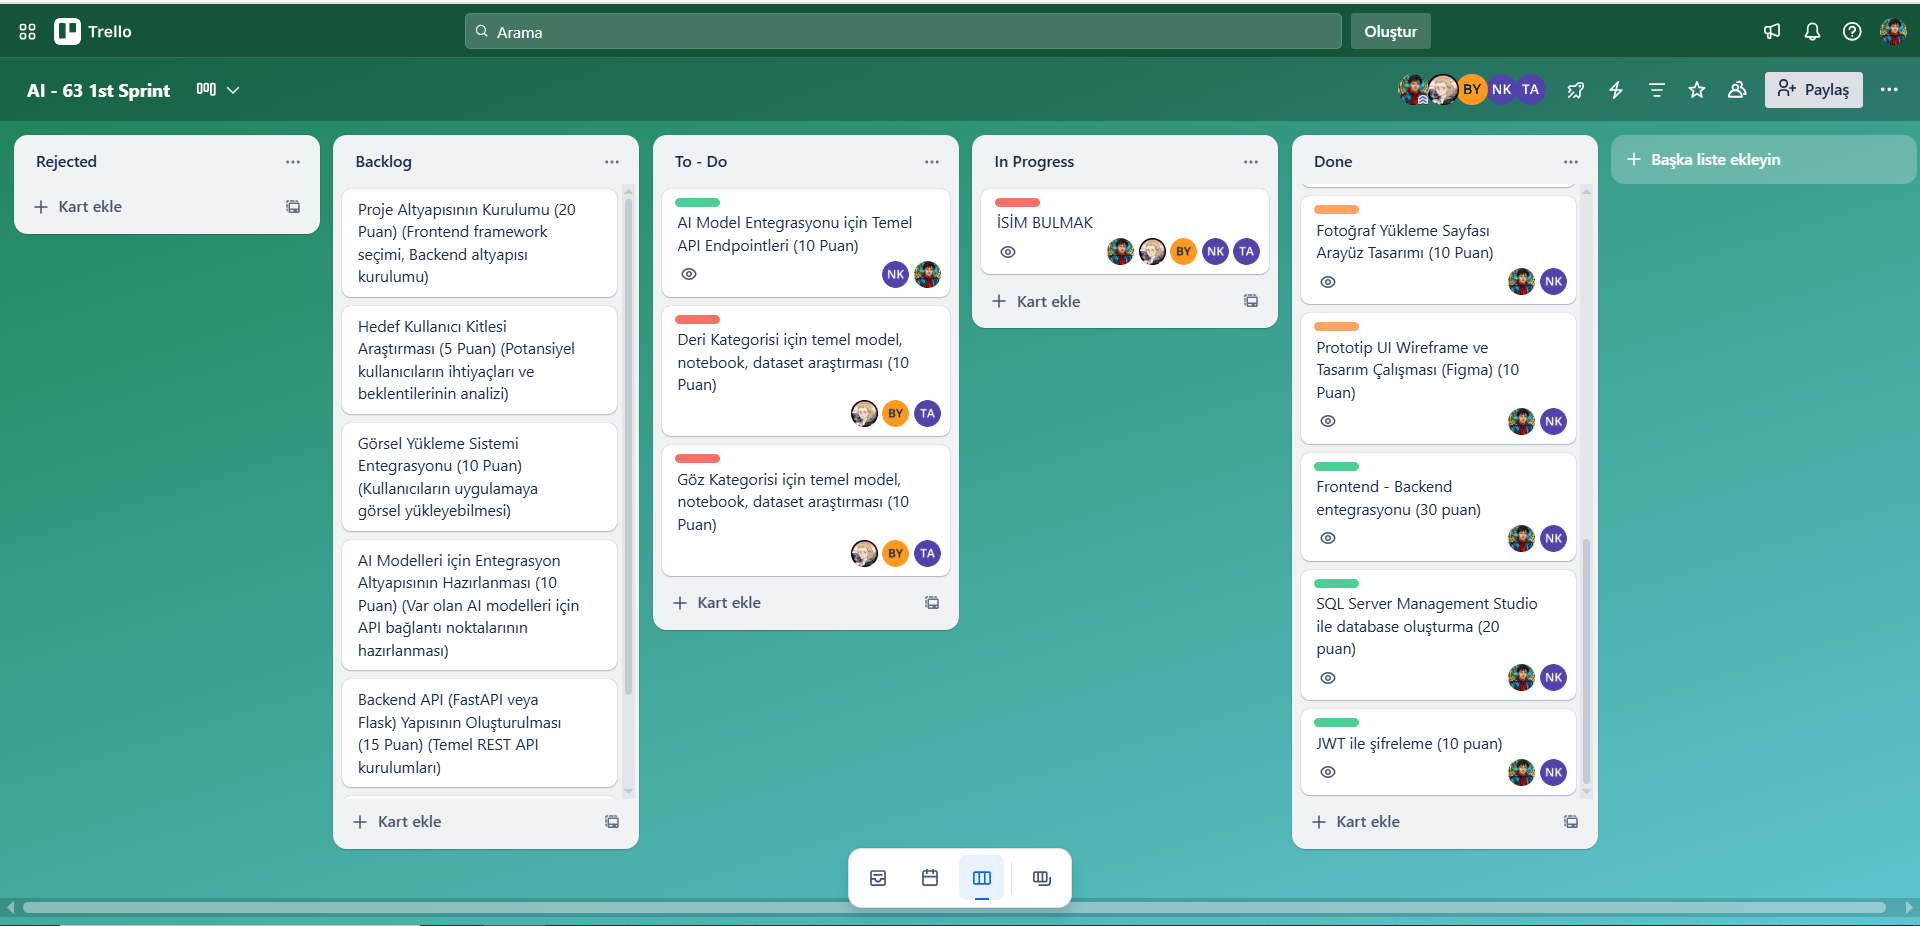 Trello
Arama
Oluştur
AI - 63 1st Sprint
BY
NK
TA
Paylaş
Rejected
Kart ekle
Backlog
Proje Altyapısının Kurulumu (20
Puan) (Frontend framework
seçimi, Backend altyapısı
kurulumu)
Hedef Kullanıcı Kitlesi
Araştırması (5 Puan) (Potansiyel
kullanıcıların ihtiyaçları ve
beklentilerinin analizi)
Görsel Yükleme Sistemi
Entegrasyonu (10 Puan)
(Kullanıcıların uygulamaya
görsel yükleyebilmesi)
AI Modelleri için Entegrasyon
Altyapısının Hazırlanması (10
Puan) (Var olan AI modelleri için
API bağlantı noktalarının
hazırlanması)
Backend API (FastAPI veya
Flask) Yapısının Oluşturulması
(15 Puan) (Temel REST API
kurulumları)
Kart ekle
To - Do
AI Model Entegrasyonu için Temel
API Endpointleri (10 Puan)
NK
Deri Kategorisi için temel model,
notebook, dataset araştırması (10
Puan)
BY
TA
Göz Kategorisi için temel model,
notebook, dataset araştırması (10
Puan)
BY
TA
Kart ekle
In Progress
İSİM BULMAK
BY
NK
TA
Kart ekle
Done
Fotoğraf Yükleme Sayfası
Arayüz Tasarımı (10 Puan)
NK
Prototip UI Wireframe ve
Tasarım Çalışması (Figma) (10
Puan)
NK
Frontend - Backend
entegrasyonu (30 puan)
NK
SQL Server Management Studio
ile database oluşturma (20
puan)
NK
JWT ile şifreleme (10 puan)
NK
Kart ekle
Başka liste ekleyin